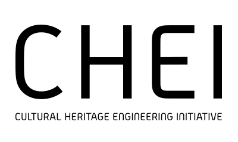 CHEI
CULTURAL HERITAGE ENGINEERING INITIATIVE